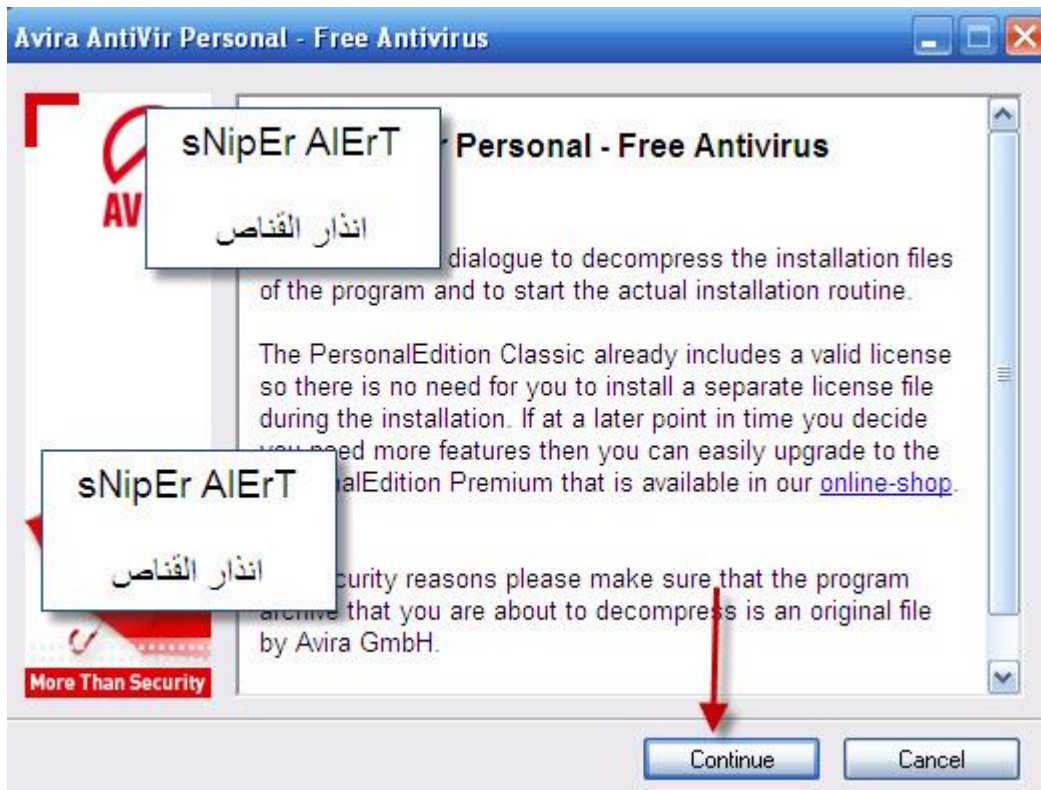 Avira AntiVir Personal - Free Antivirus
sNipEr AlErT
انذار القناص
AV
Personal - Free Antivirus
dialogue to decompress the installation files
of the program and to start the actual installation routine.
The PersonalEdition Classic already includes a valid license
so there is no need for you to install a separate license file
during the installation. If at a later point in time you decide
you need more features then you can easily upgrade to the
alEdition Premium that is available in our online-shop.
sNipEr AlErT
انذار القناص
curity reasons please make sure that the program
archive that you are about to decompress is an original file
by Avira GmbH.
More Than Security
Continue
Cancel